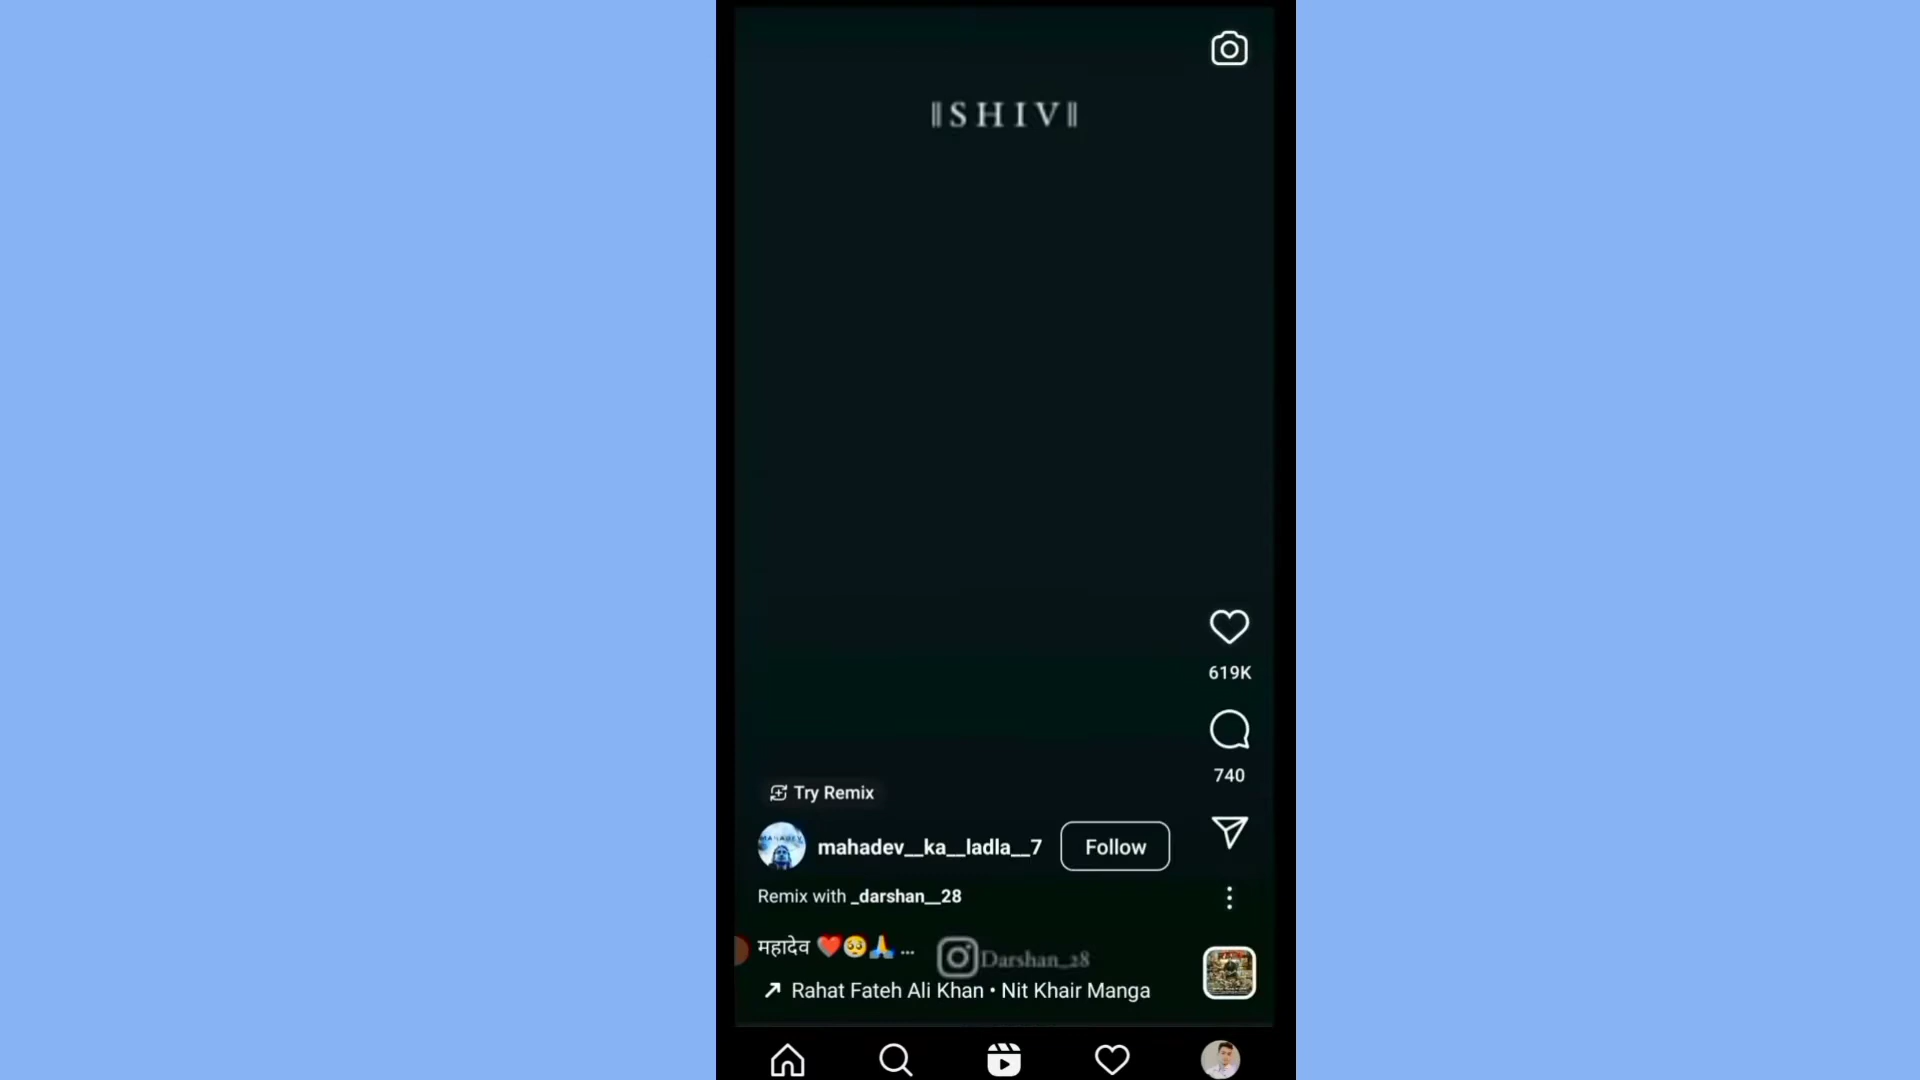 ॥SHIV॥
619K
740
Try Remix
mahadev__ka__ladla__7
Follow
Remix with _darshan__28
महादेव ❤️🥺🙏 ...
Darshan_28
Rahat Fateh Ali Khan • Nit Khair Manga